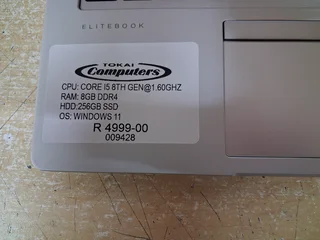 ELITEBOOK
TOKAI
Computers
CPU: CORE I5 8TH GEN@1.60GHZ
RAM: 8GB DDR4
HDD:256GB SSD
OS: WINDOWS 11
R 4999-00
009428